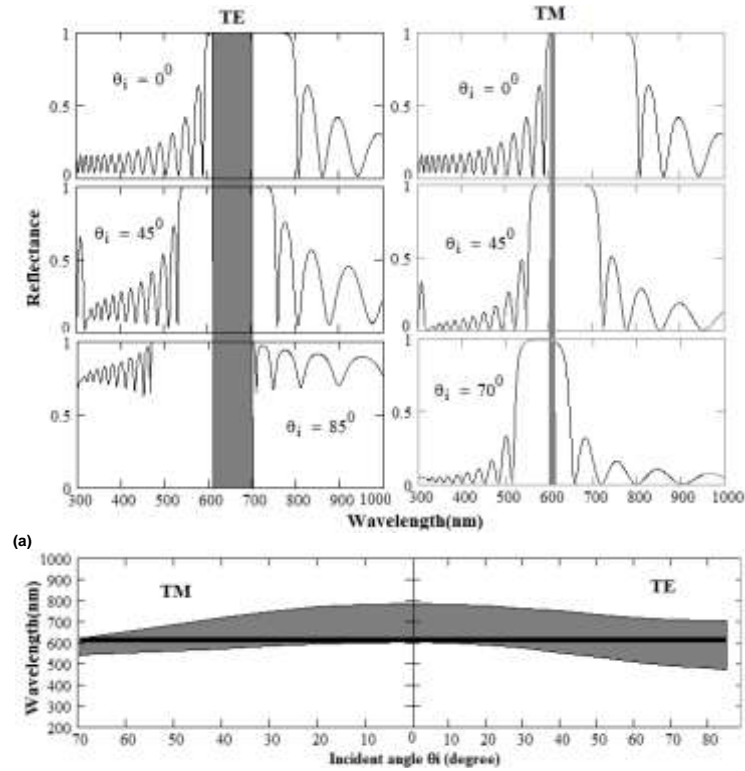 TE
TM
Reflectance
1
0.5
0
θi = 0⁰
1
0.5
0
θi = 0⁰
1
0.5
0
θi = 45⁰
1
0.5
0
θi = 45⁰
1
0.5
0
θi = 85⁰
300 400 500 600 700 800 900 1000
1
0.5
0
θi = 70⁰
300 400 500 600 700 800 900 1000
Wavelength(nm)
(a)
Wavelength(nm)
1000
900
800
700
600
500
400
300
200
TM
TE
70 60 50 40 30 20 10 0 10 20 30 40 50 60 70 80
Incident angle θi (degree)